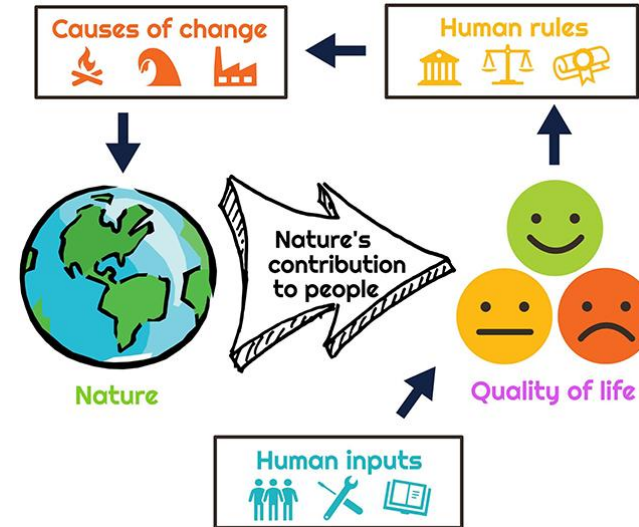 Causes of change
Human rules
Nature's
contribution
to people
Nature
Quality of life
Human inputs